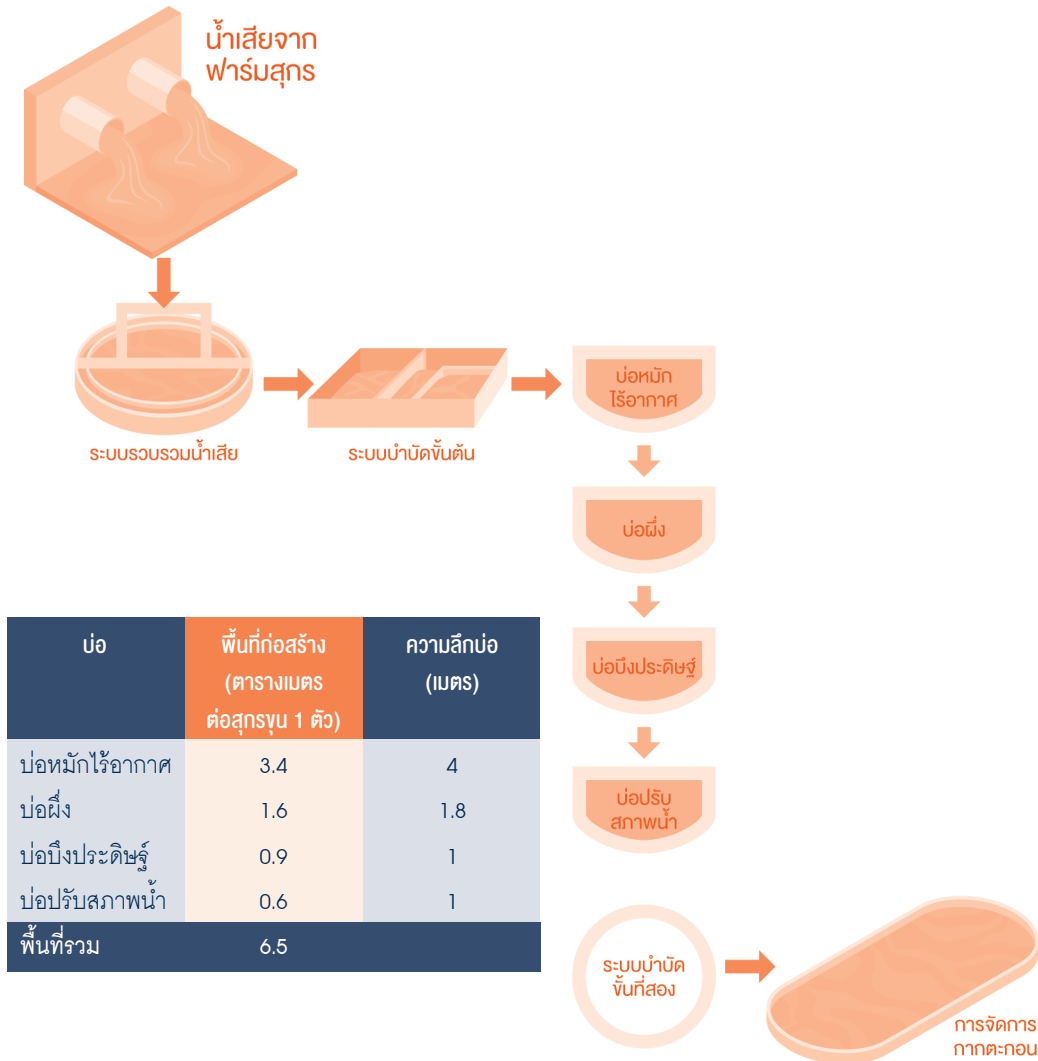 น้ำเสียจาก
ฟาร์มสุกร
ระบบรวบรวมน้ำเสีย
ระบบบำบัดขั้นต้น
บ่อหมัก
ไร้อากาศ
บ่อผึ่ง
บ่อบึงประดิษฐ์
บ่อปรับ
สภาพน้ำ
บ่อ พื้นที่ก่อสร้าง ความลึกบ่อ
(ตารางเมตร (เมตร)
ต่อสุกรขุน 1 ตัว)
บ่อหมักไร้อากาศ 3.4 4
บ่อผึ่ง 1.6 1.8
บ่อบึงประดิษฐ์ 0.9 1
บ่อปรับสภาพน้ำ 0.6 1
พื้นที่รวม 6.5
ระบบบำบัด
ขั้นที่สอง
การจัดการ
กากตะกอน